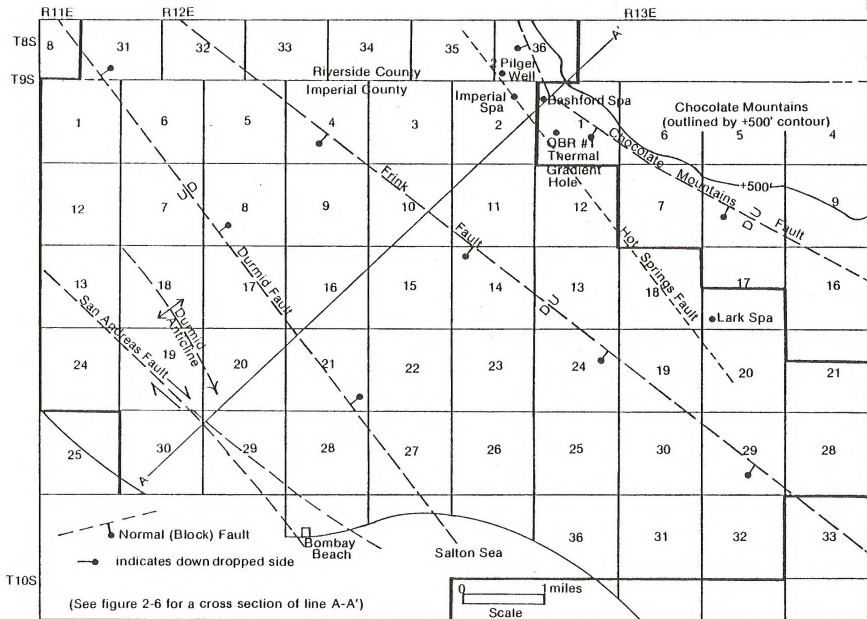 R11E R12E R13E
T8S 8 31 32 33 34 35 36 A'
2 Pilger
Well
T9S
Riverside County
Imperial County
Imperial
Spa
Bashford Spa
Chocolate Mountains
(outlined by +500' contour)
1 6 5 4 3 2 1 6 5 4
QBR #1
Thermal
Gradient
Hole
Chocolate Mountains Fault
+500'
12 7 8 9 10 11 12 7 9
U D
D U
Frink Fault
Durmid Fault
Hot Springs Fault
13 18 17 16 15 14 13 18 17 16
Durmid
Anticline
San Andreas Fault
D U
Lark Spa
24 19 20 21 22 23 24 19 20 21
25 30 29 28 27 26 25 30 29 28
A
Normal (Block) Fault
indicates down dropped side
Bombay
Beach
Salton Sea
36 31 32 33
T10S
(See figure 2-6 for a cross section of line A-A')
0 1 miles
Scale